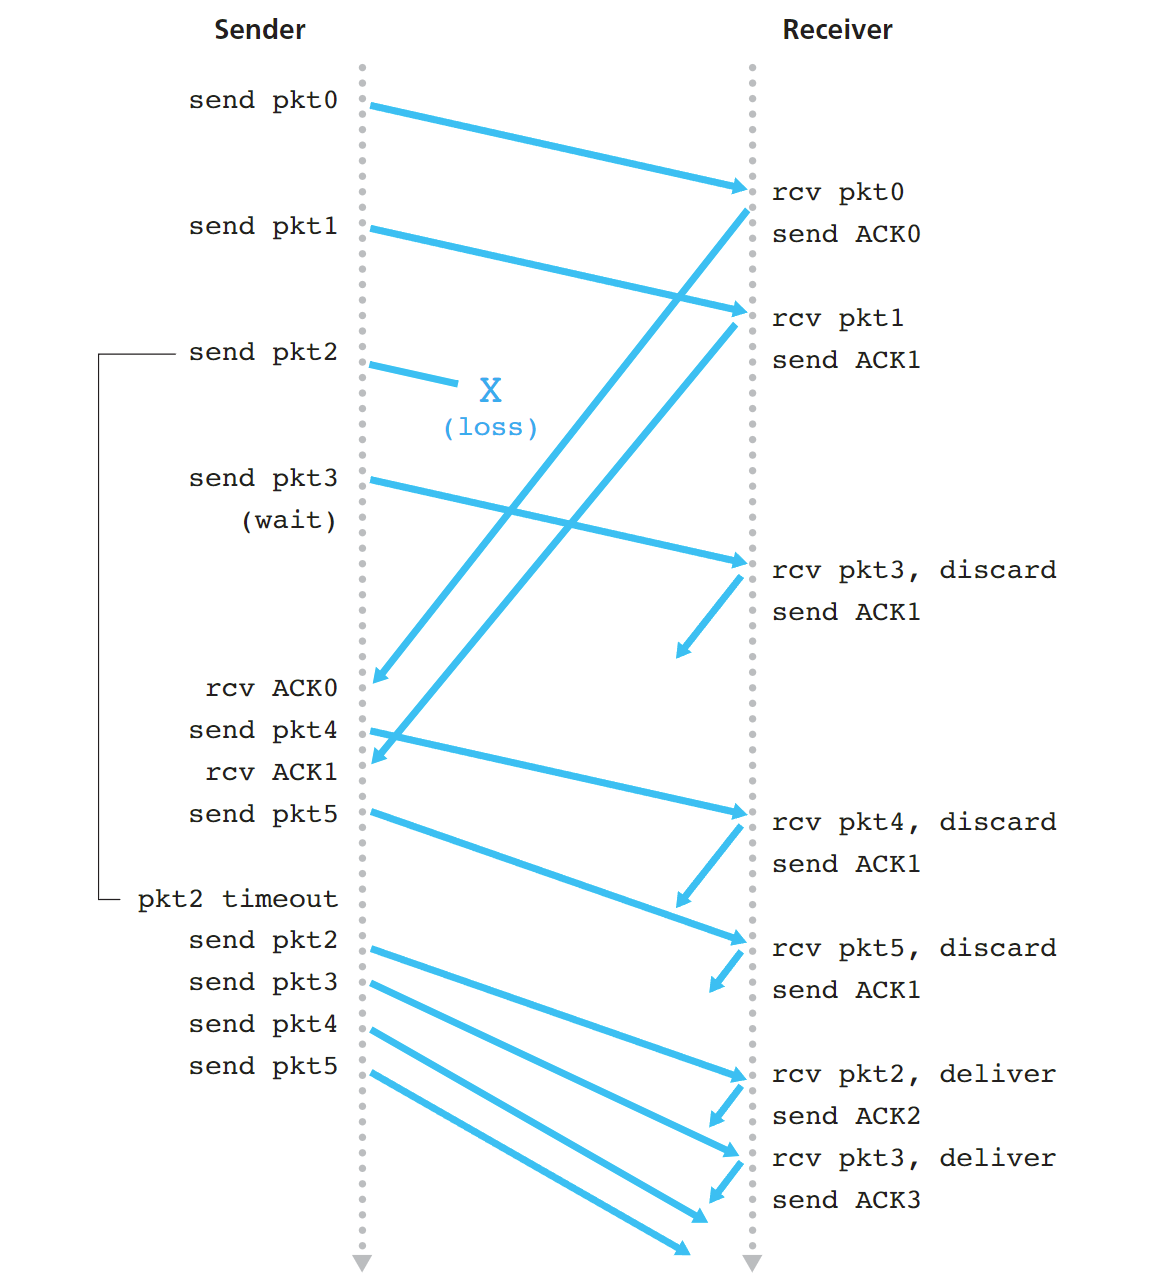 Sender
Receiver
send pkt0
rcv pkt0
send ACK0
send pkt1
rcv pkt1
send ACK1
send pkt2
X
(loss)
send pkt3
(wait)
rcv pkt3, discard
send ACK1
rcv ACK0
send pkt4
rcv ACK1
send pkt5
rcv pkt4, discard
send ACK1
pkt2 timeout
send pkt2
send pkt3
send pkt4
send pkt5
rcv pkt5, discard
send ACK1
rcv pkt2, deliver
send ACK2
rcv pkt3, deliver
send ACK3